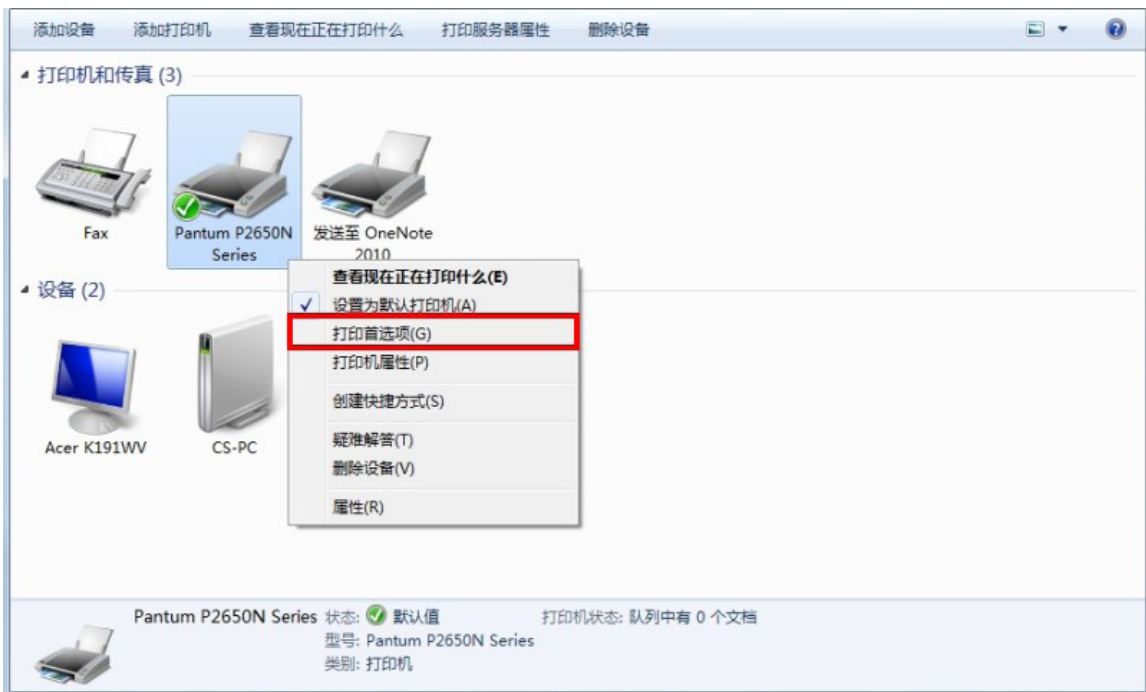 添加设备 添加打印机 查看现在正在打印什么 打印服务器属性 删除设备
打印机和传真 (3)
Fax
Pantum P2650N
Series
发送至 OneNote
2010
查看现在正在打印什么(E)
设置为默认打印机(A)
打印首选项(G)
打印机属性(P)
创建快捷方式(S)
疑难解答(T)
删除设备(V)
属性(R)
设备 (2)
Acer K191WV
CS-PC
Pantum P2650N Series 状态: 默认值 打印机状态: 队列中有 0 个文档
型号: Pantum P2650N Series
类别: 打印机